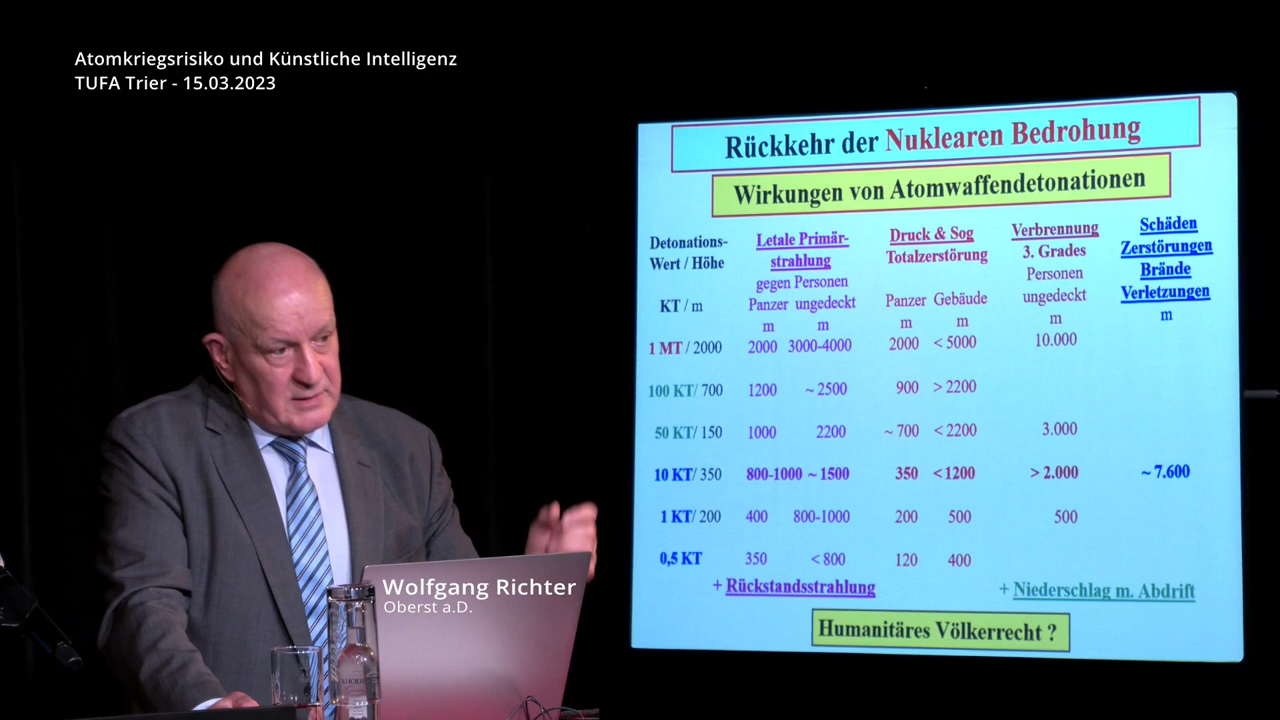 Atomkriegsrisiko und Künstliche Intelligenz
TUFA Trier - 15.03.2023
Rückkehr der Nuklearen Bedrohung
Wirkungen von Atomwaffendetonationen
Detonations-
Wert / Höhe
KT / m
Letale Primär-
strahlung
gegen Personen
Panzer ungedeckt
m m
Druck & Sog
Totalzerstörung
Panzer Gebäude
m m
Verbrennung
3. Grades
Personen
ungedeckt
m
Schäden
Zerstörungen
Brände
Verletzungen
m
1 MT / 2000 2000 3000-4000 2000 < 5000 10.000
100 KT/ 700 1200 ~ 2500 900 > 2200
50 KT/ 150 1000 2200 ~ 700 < 2200 3.000
10 KT/ 350 800-1000 ~ 1500 350 <1200 > 2.000 ~ 7.600
1 KT/ 200 400 800-1000 200 500 500
0,5 KT 350 < 800 120 400
+ Rückstandsstrahlung + Niederschlag m. Abdrift
Humanitäres Völkerrecht ?
Wolfgang Richter
Oberst a.D.